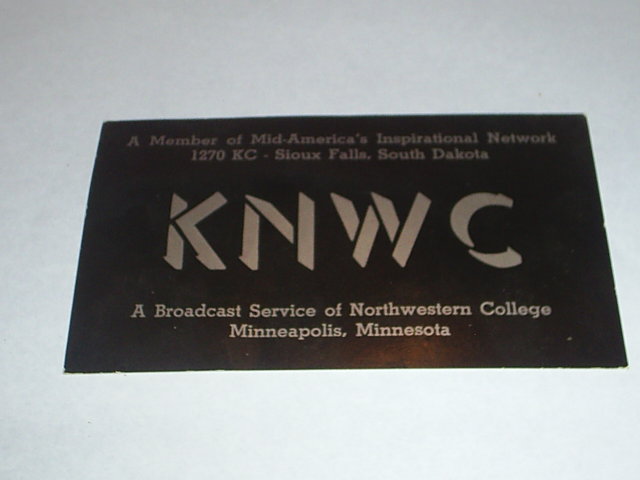 A Member of Mid-America's Inspirational Network
1270 KC - Sioux Falls, South Dakota
KNWC
A Broadcast Service of Northwestern College
Minneapolis, Minnesota